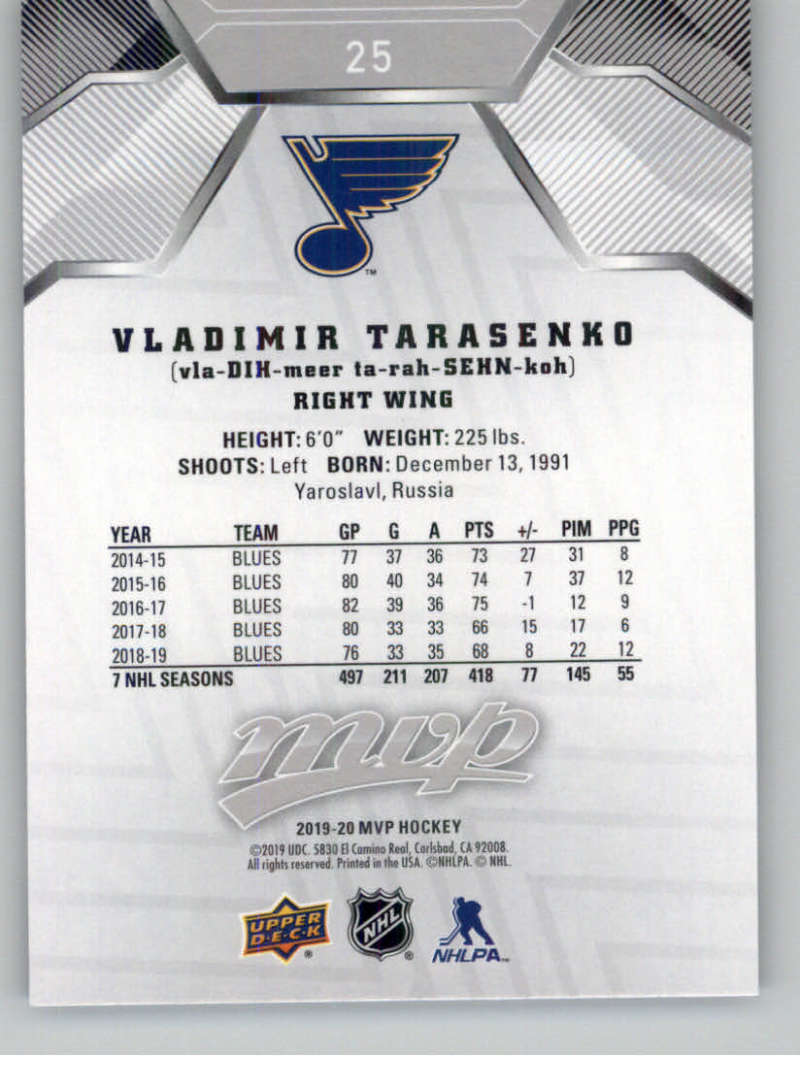 25
TM
VLADIMIR TARASENKO
(vla-DIH-meer ta-rah-SEHN-koh)
RIGHT WING
HEIGHT: 6'0" WEIGHT: 225 lbs.
SHOOTS: Left BORN: December 13, 1991
Yaroslavl, Russia
YEAR TEAM GP G A PTS +/- PIM PPG
2014-15 BLUES 77 37 36 73 27 31 8
2015-16 BLUES 80 40 34 74 7 37 12
2016-17 BLUES 82 39 36 75 -1 12 9
2017-18 BLUES 80 33 33 66 15 17 6
2018-19 BLUES 76 33 35 68 8 22 12
7 NHL SEASONS 497 211 207 418 77 145 55
mvp
2019-20 MVP HOCKEY
©2019 UDC. 5830 El Camino Real, Carlsbad, CA 92008.
All rights reserved. Printed in the USA. ©NHLPA. © NHL.
UPPER DECK ® NHL ® NHLPA™